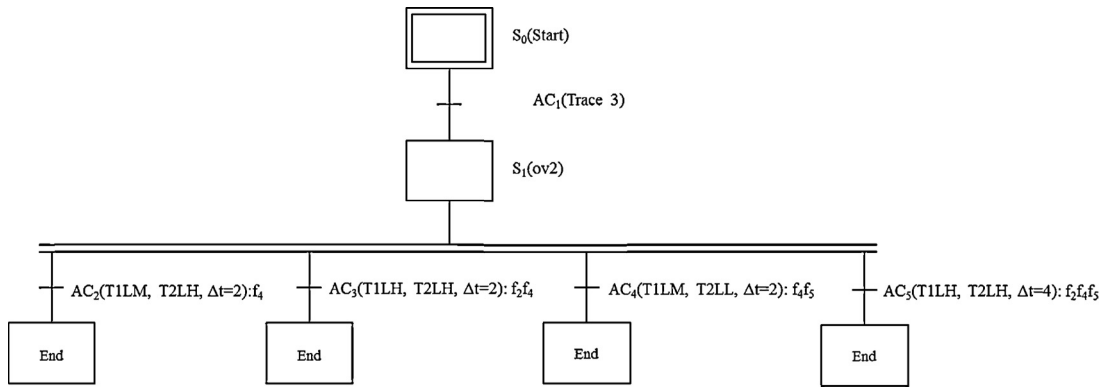 S₀(Start)
AC₁(Trace 3)
S₁(ov2)
AC₂(T1LM, T2LH, Δt=2):f₄
AC₃(T1LH, T2LH, Δt=2): f₂f₄
AC₄(T1LM, T2LL, Δt=2): f₄f₅
AC₅(T1LH, T2LH, Δt=4): f₂f₄f₅
End
End
End
End